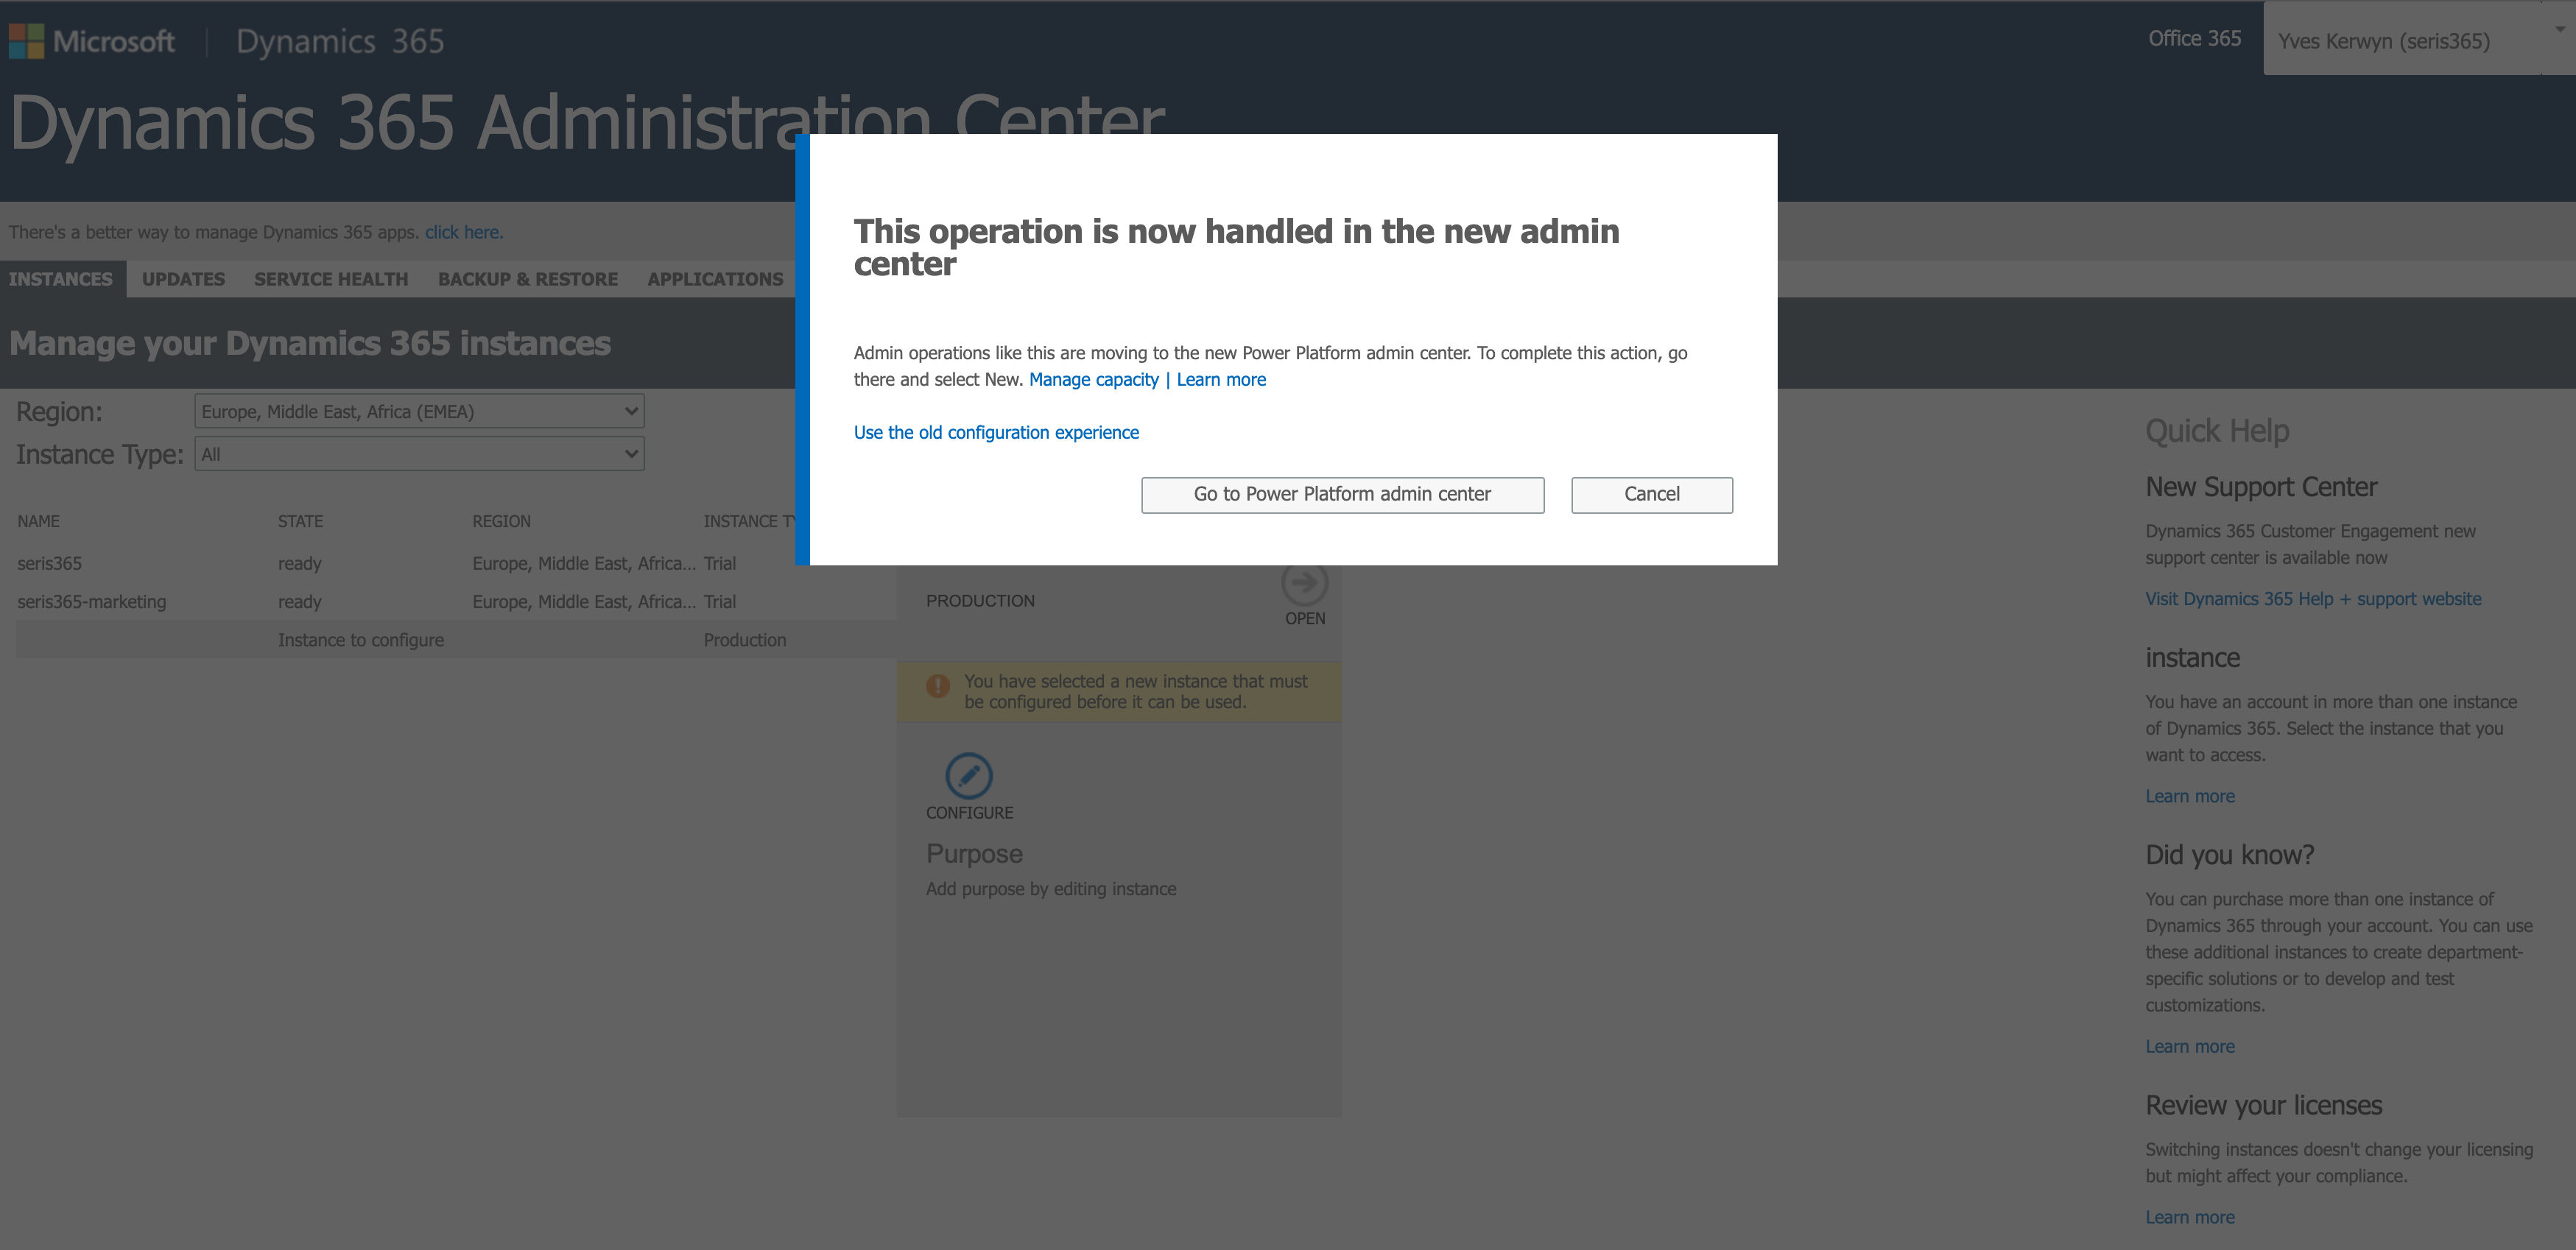 Microsoft | Dynamics 365
Office 365
Yves Kerwyn (seris365)
Dynamics 365 Administration Center
There's a better way to manage Dynamics 365 apps. click here.
INSTANCES UPDATES SERVICE HEALTH BACKUP & RESTORE APPLICATIONS
Manage your Dynamics 365 instances
Region: Europe, Middle East, Africa (EMEA)
Instance Type: All
NAME STATE REGION INSTANCE TY
seris365 ready Europe, Middle East, Africa... Trial
seris365-marketing ready Europe, Middle East, Africa... Trial
Instance to configure Production
This operation is now handled in the new admin
center
Admin operations like this are moving to the new Power Platform admin center. To complete this action, go
there and select New. Manage capacity | Learn more
Use the old configuration experience
Go to Power Platform admin center
Cancel
PRODUCTION
OPEN
You have selected a new instance that must
be configured before it can be used.
CONFIGURE
Purpose
Add purpose by editing instance
Quick Help
New Support Center
Dynamics 365 Customer Engagement new
support center is available now
Visit Dynamics 365 Help + support website
instance
You have an account in more than one instance
of Dynamics 365. Select the instance that you
want to access.
Learn more
Did you know?
You can purchase more than one instance of
Dynamics 365 through your account. You can use
these additional instances to create department-
specific solutions or to develop and test
customizations.
Learn more
Review your licenses
Switching instances doesn't change your licensing
but might affect your compliance.
Learn more